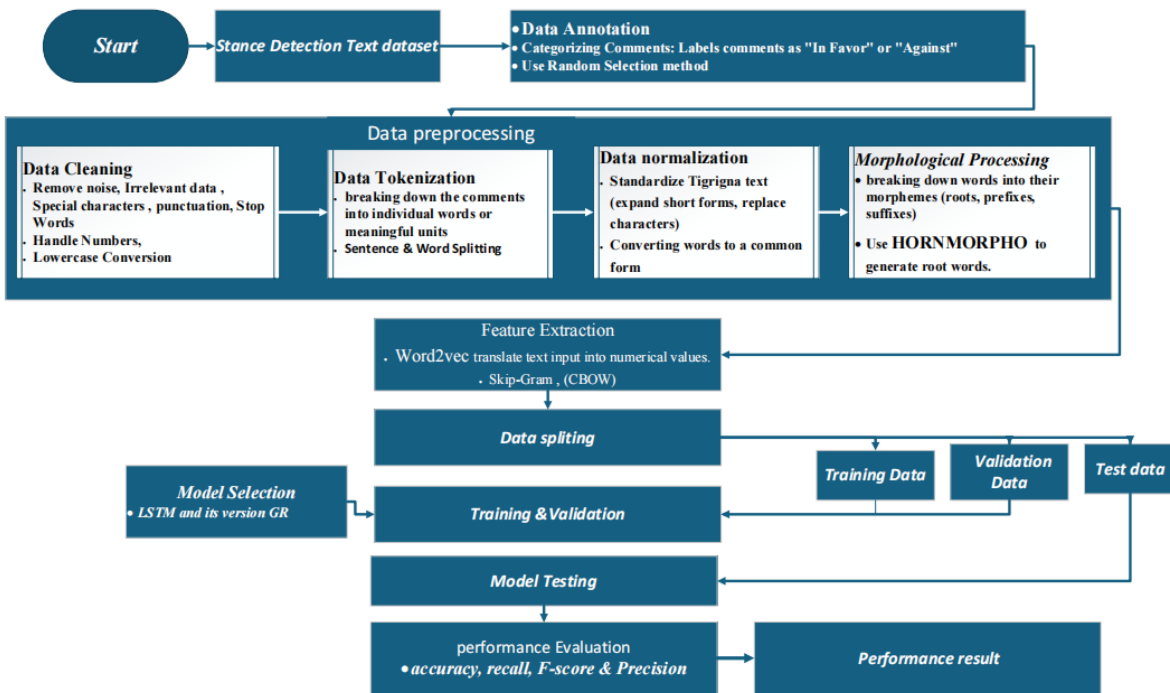 Start
Stance Detection Text dataset
• Data Annotation
• Categorizing Comments: Labels comments as "In Favor" or "Against"
• Use Random Selection method
Data preprocessing
Data Cleaning
. Remove noise, Irrelevant data ,
Special characters , punctuation, Stop
Words
. Handle Numbers,
. Lowercase Conversion
Data Tokenization
. breaking down the comments
into individual words or
meaningful units
. Sentence & Word Splitting
Data normalization
. Standardize Tigrigna text
(expand short forms, replace
characters)
. Converting words to a common
form
Morphological Processing
• breaking down words into their
morphemes (roots, prefixes,
suffixes)
• Use HORNMORPHO to
generate root words.
Feature Extraction
. Word2vec translate text input into numerical values.
. Skip-Gram , (CBOW)
Data spliting
Training Data
Validation
Data
Test data
Model Selection
• LSTM and its version GR
Training &Validation
Model Testing
performance Evaluation
• accuracy, recall, F-score & Precision
Performance result